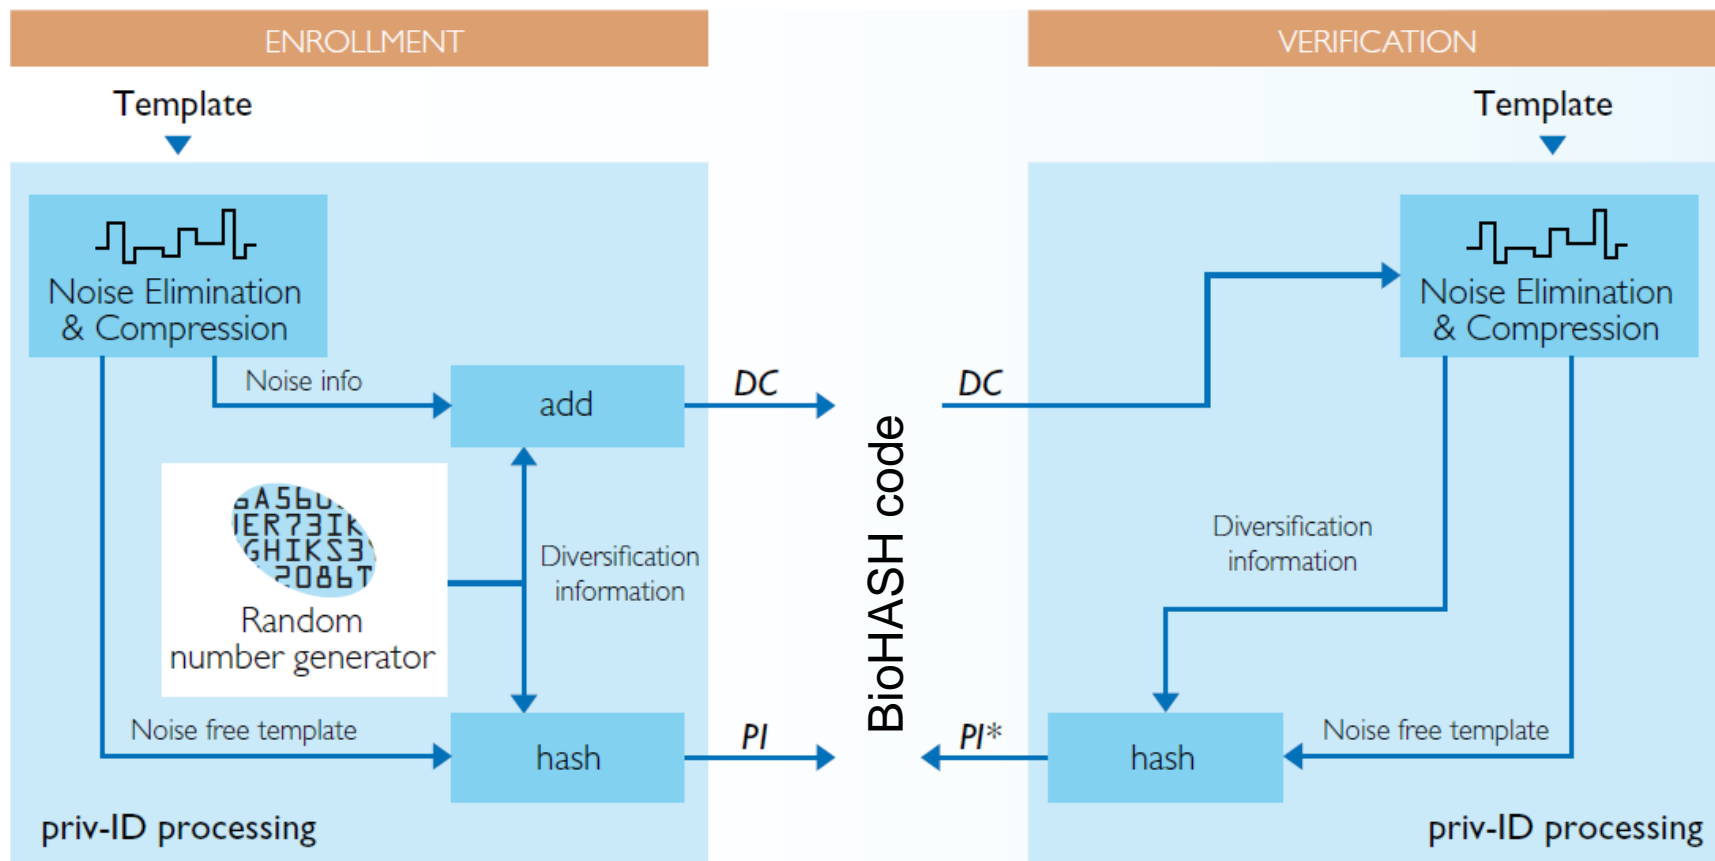 ENROLLMENT
VERIFICATION
Template
Template
Noise Elimination
& Compression
Noise Elimination
& Compression
Noise info
add
DC
DC
BioHASH code
Random
number generator
Diversification
information
Diversification
information
Noise free template
hash
PI
PI*
hash
Noise free template
priv-ID processing
priv-ID processing